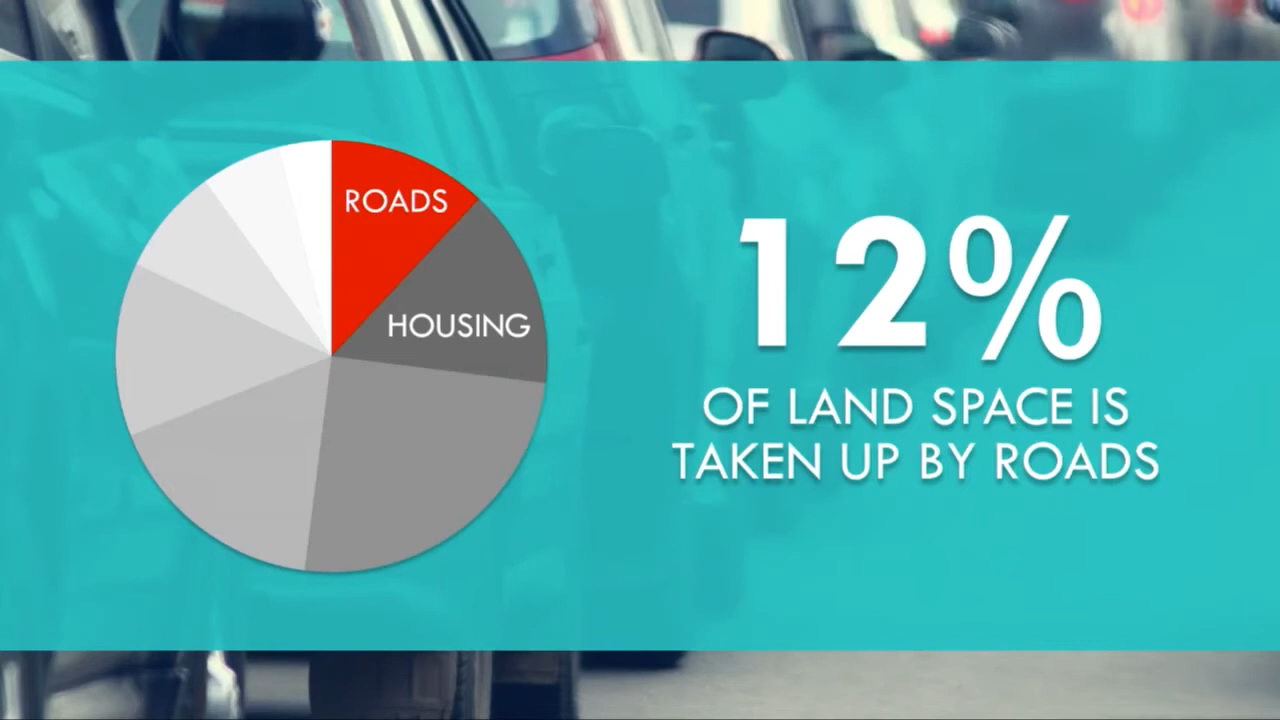 ROADS
HOUSING
12%
OF LAND SPACE IS
TAKEN UP BY ROADS